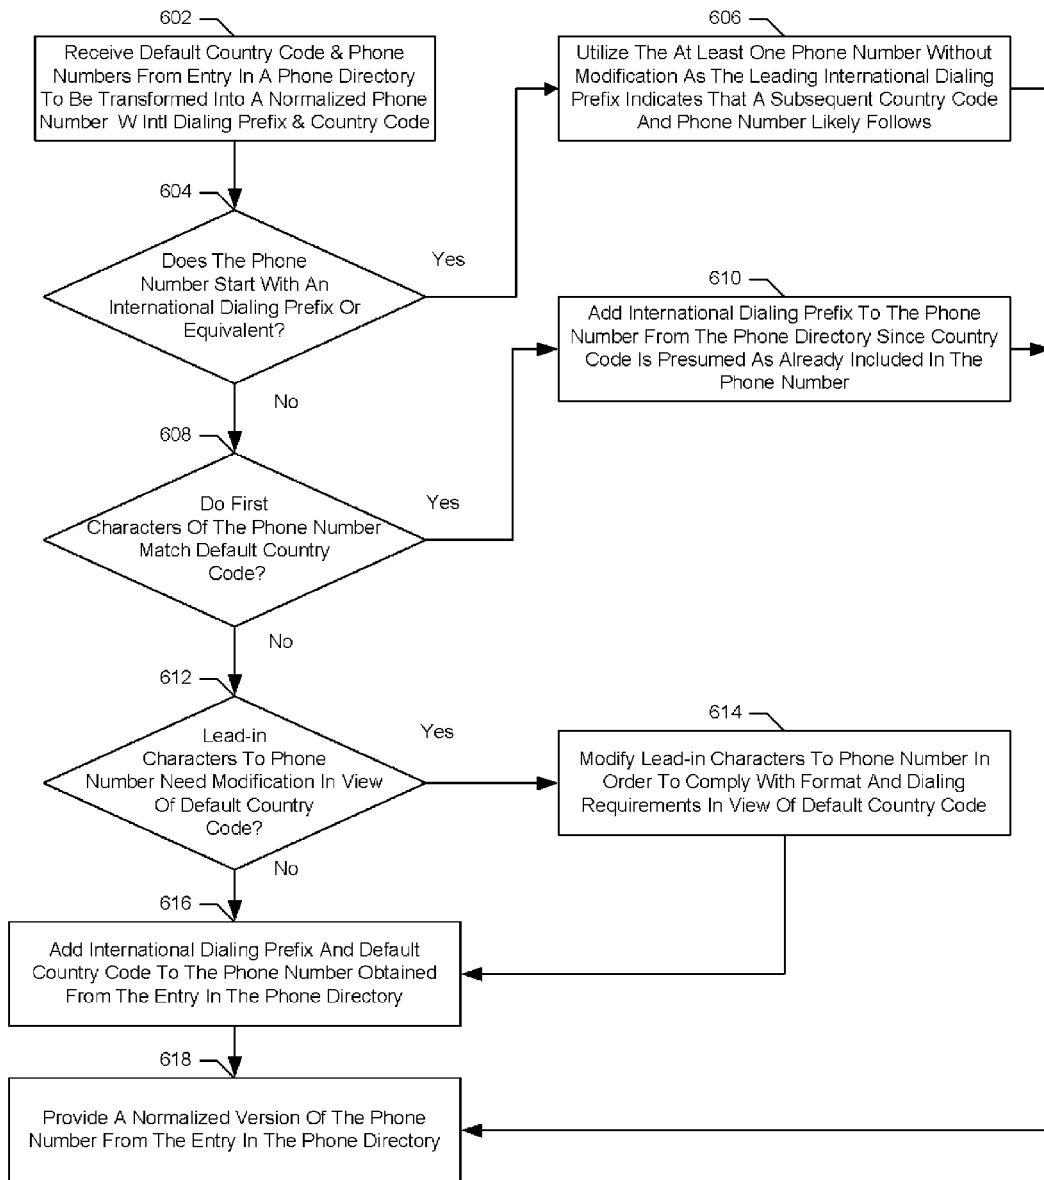 602
Receive Default Country Code & Phone
Numbers From Entry In A Phone Directory
To Be Transformed Into A Normalized Phone
Number W Intl Dialing Prefix & Country Code
606
Utilize The At Least One Phone Number Without
Modification As The Leading International Dialing
Prefix Indicates That A Subsequent Country Code
And Phone Number Likely Follows
604
Does The Phone
Number Start With An
International Dialing Prefix Or
Equivalent?
Yes
No
610
Add International Dialing Prefix To The Phone
Number From The Phone Directory Since Country
Code Is Presumed As Already Included In The
Phone Number
608
Do First
Characters Of The Phone Number
Match Default Country
Code?
Yes
No
612
Lead-in
Characters To Phone
Number Need Modification In View
Of Default Country
Code?
Yes
No
614
Modify Lead-in Characters To Phone Number In
Order To Comply With Format And Dialing
Requirements In View Of Default Country Code
616
Add International Dialing Prefix And Default
Country Code To The Phone Number Obtained
From The Entry In The Phone Directory
618
Provide A Normalized Version Of The Phone
Number From The Entry In The Phone Directory